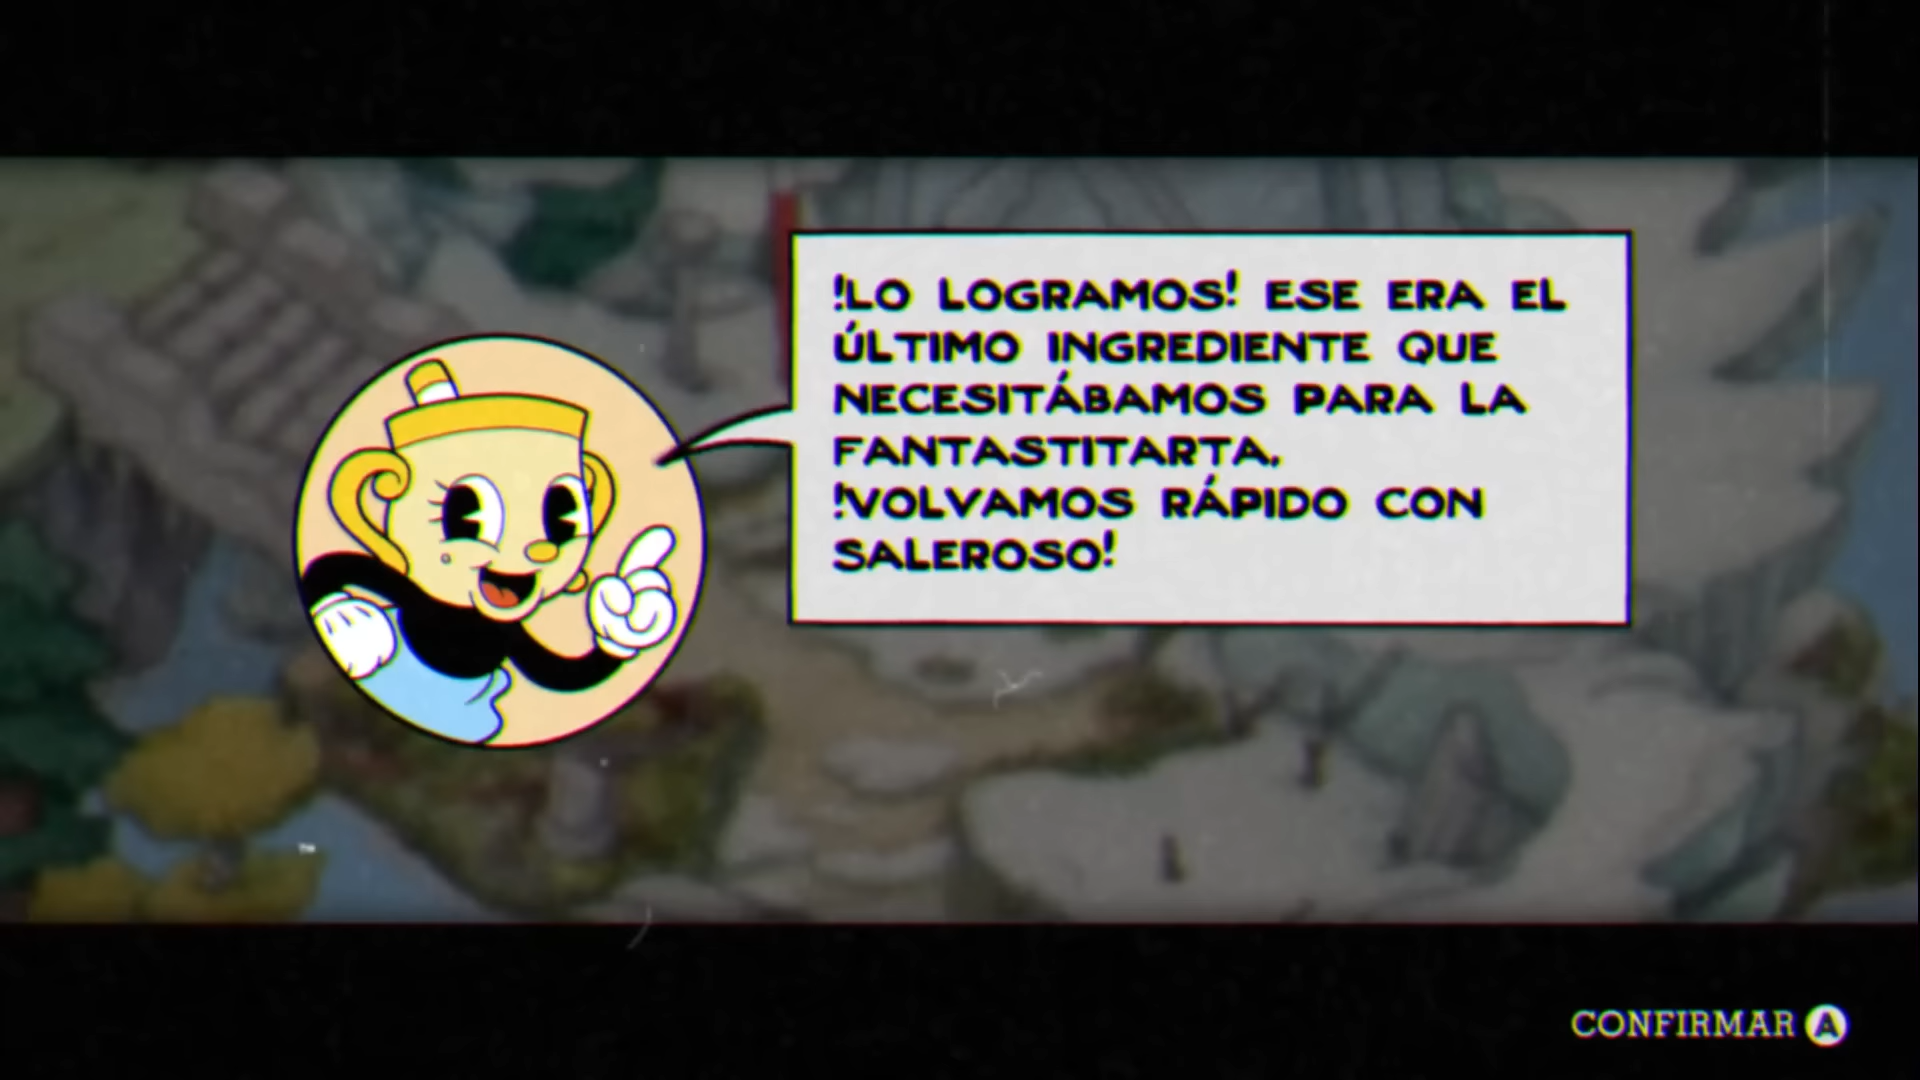 !LO LOGRAMOS! ESE ERA EL
ÚLTIMO INGREDIENTE QUE
NECESITÁBAMOS PARA LA
FANTASTITARTA.
!VOLVAMOS RÁPIDO CON
SALEROSO!
CONFIRMAR A